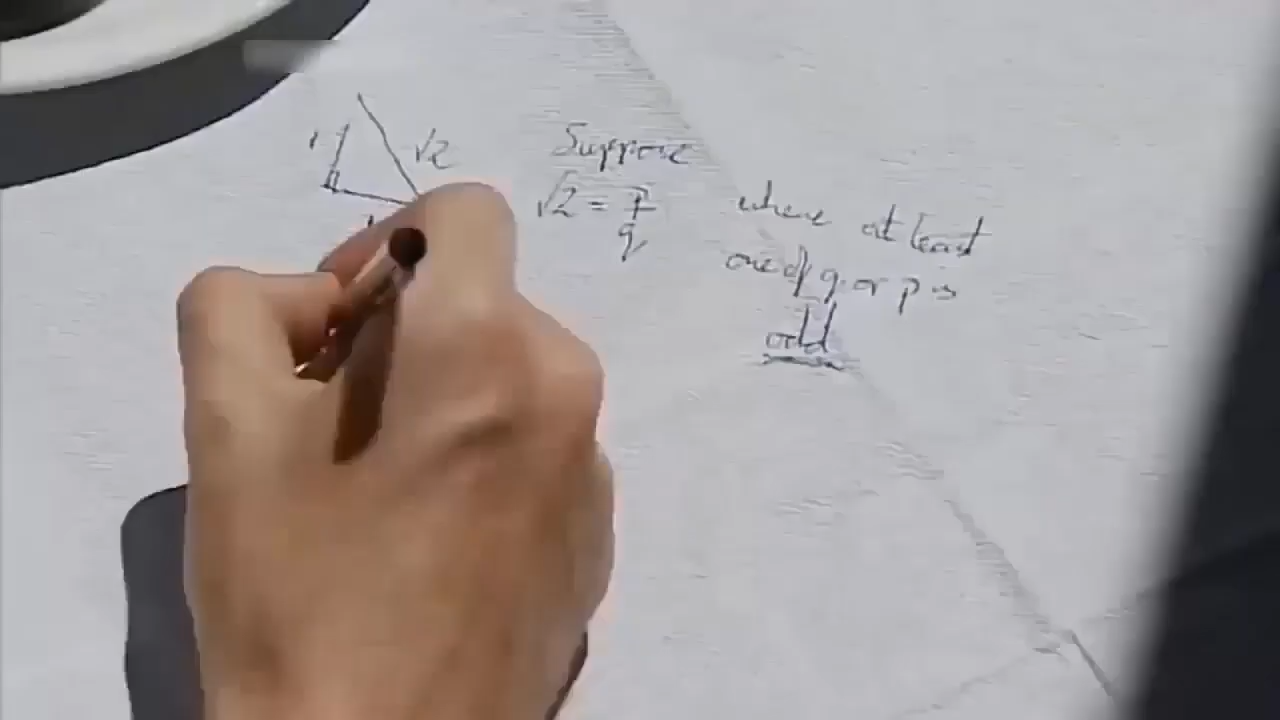 1
√2
Suppose
√2 = p/q
where at least
one of q or p is
odd